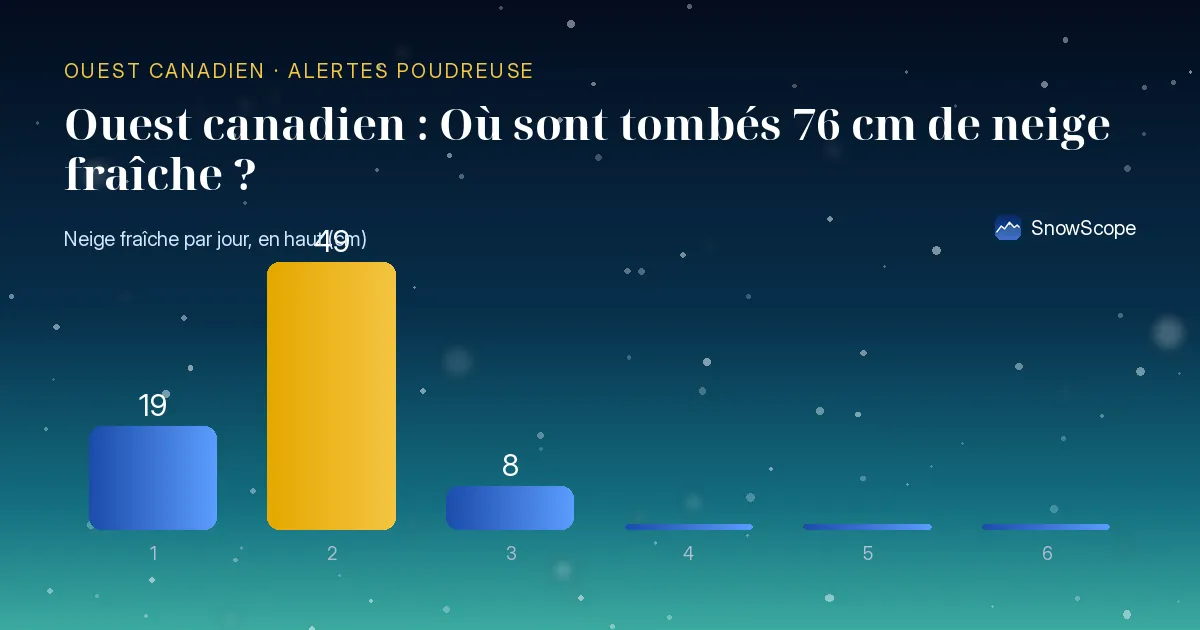 OUEST CANADIEN · ALERTES POUDREUSE
Ouest canadien : Où sont tombés 76 cm de neige
fraîche ?
Neige fraîche par jour, en haut (cm)
SnowScope
49
19
8
1 2 3 4 5 6